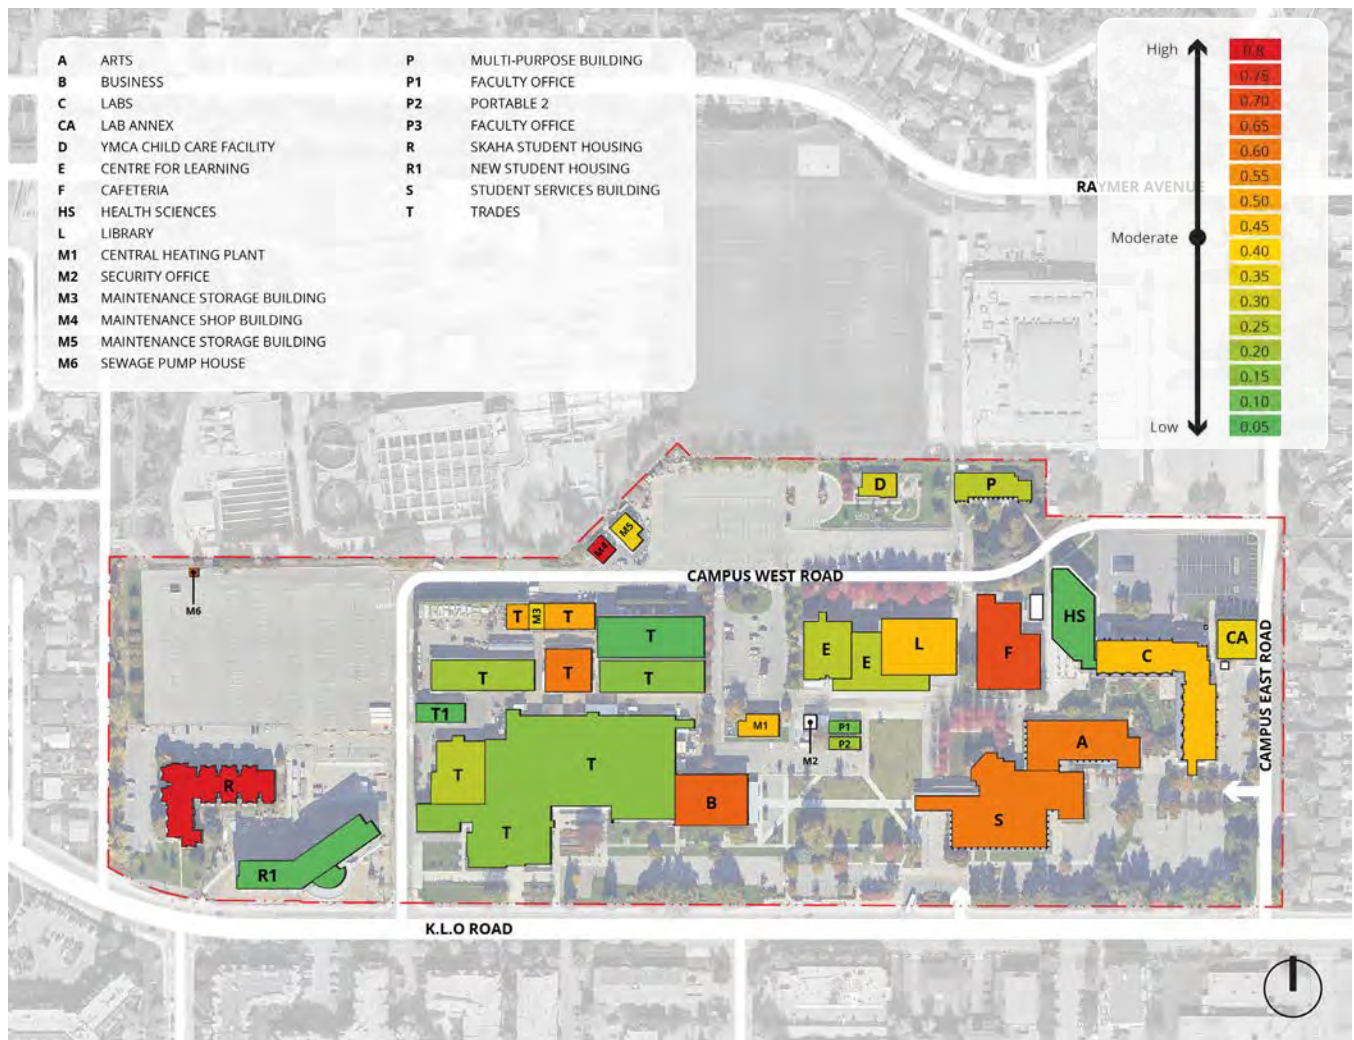 A ARTS
B BUSINESS
C LABS
CA LAB ANNEX
D YMCA CHILD CARE FACILITY
E CENTRE FOR LEARNING
F CAFETERIA
HS HEALTH SCIENCES
L LIBRARY
M1 CENTRAL HEATING PLANT
M2 SECURITY OFFICE
M3 MAINTENANCE STORAGE BUILDING
M4 MAINTENANCE SHOP BUILDING
M5 MAINTENANCE STORAGE BUILDING
M6 SEWAGE PUMP HOUSE
P MULTI-PURPOSE BUILDING
P1 FACULTY OFFICE
P2 PORTABLE 2
P3 FACULTY OFFICE
R SKAHA STUDENT HOUSING
R1 NEW STUDENT HOUSING
S STUDENT SERVICES BUILDING
T TRADES
High
Moderate
Low
0.8
0.75
0.70
0.65
0.60
0.55
0.50
0.45
0.40
0.35
0.30
0.25
0.20
0.15
0.10
0.05
RAYMER AVENUE
D
P
M5
M4
CAMPUS WEST ROAD
M6
T
M3
T
T
HS
CA
E
E
L
F
C
T
T
T
T1
M1
M2
P1
P2
A
CAMPUS EAST ROAD
T
T
R
B
S
T
R1
K.L.O ROAD